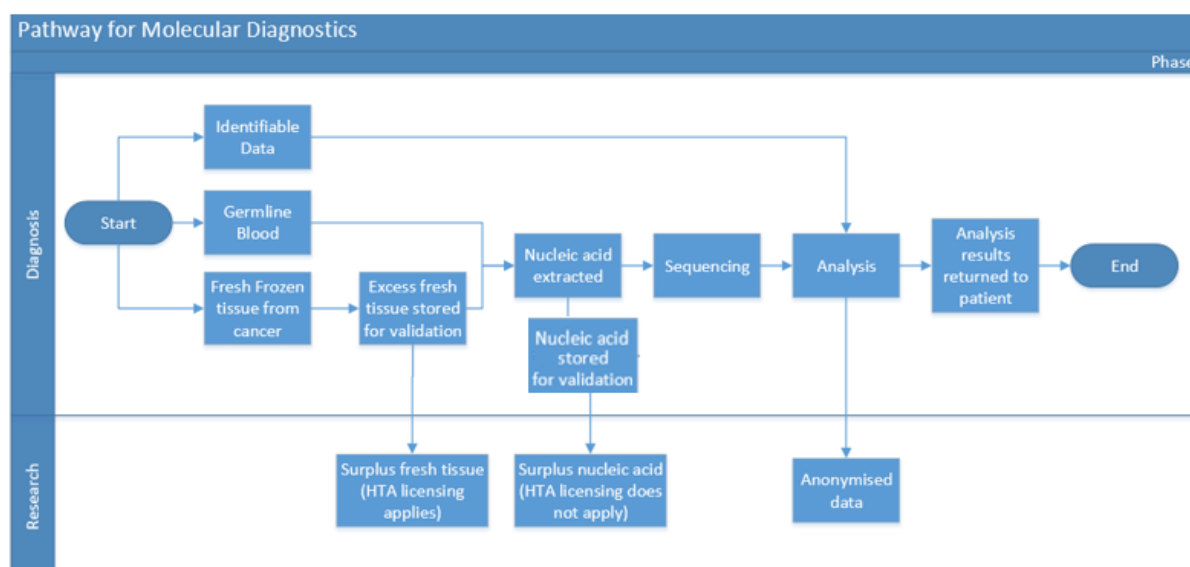 Pathway for Molecular Diagnostics
Phase
Diagnosis
Identifiable
Data
Start
Germline
Blood
Fresh Frozen
tissue from
cancer
Excess fresh
tissue stored
for validation
Nucleic acid
extracted
Nucleic acid
stored
for validation
Sequencing
Analysis
Analysis
results
returned to
patient
End
Research
Surplus fresh tissue
(HTA licensing
applies)
Surplus nucleic acid
(HTA licensing does
not apply)
Anonymised
data